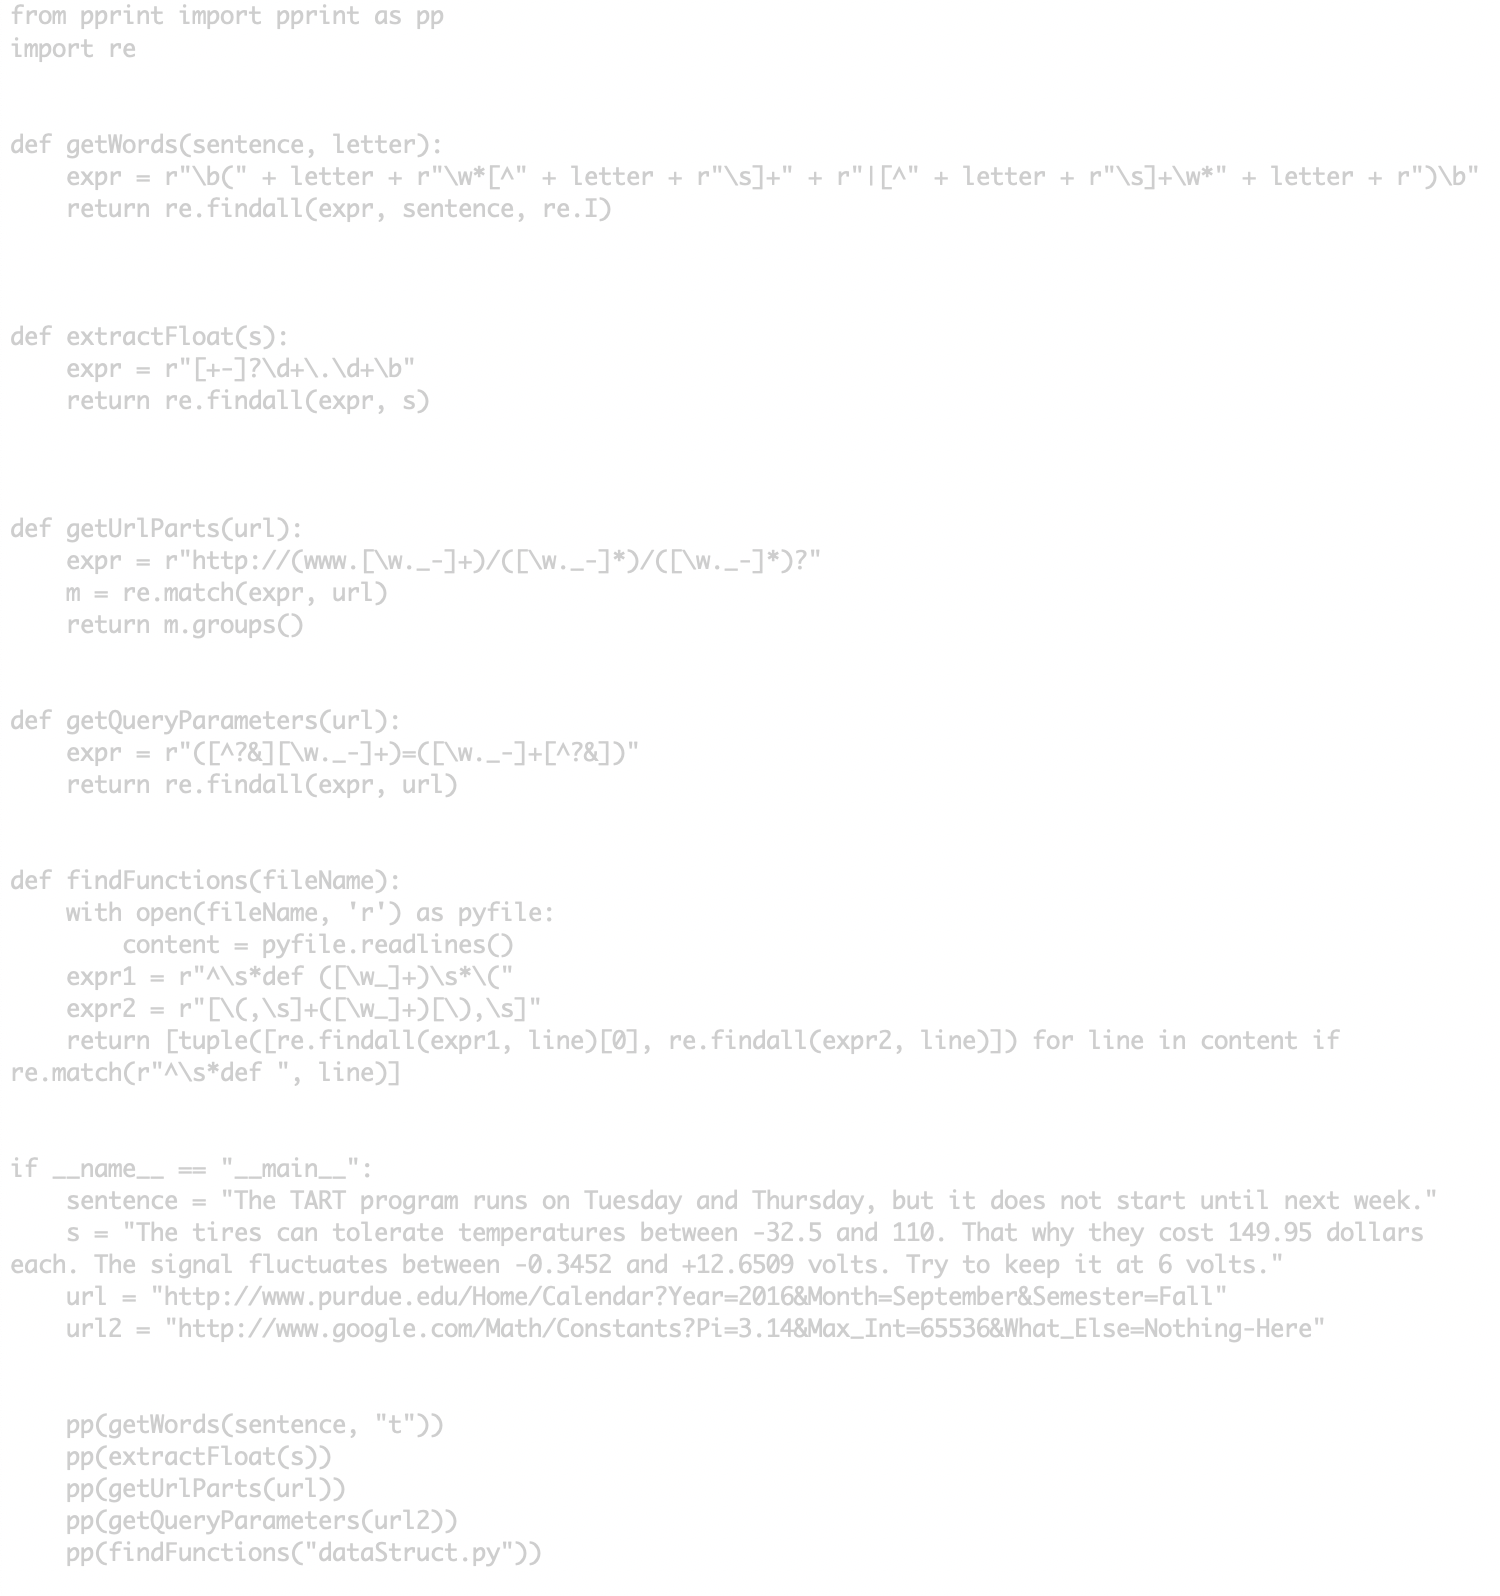 from pprint import pprint as pp
import re
def getWords(sentence, letter):
    expr = r"\b(" + letter + r"\w*[^" + letter + r"\s]+" + r"|[^" + letter + r"\s]+\w*" + letter + r")\b"
    return re.findall(expr, sentence, re.I)
def extractFloat(s):
    expr = r"[+-]?\d+\.\d+\b"
    return re.findall(expr, s)
def getUrlParts(url):
    expr = r"http://(www.[\w._-]+)/([\w._-]*)/([\w._-]*)?"
    m = re.match(expr, url)
    return m.groups()
def getQueryParameters(url):
    expr = r"([^?&][\w._-]+)=([\w._-]+[^?&])"
    return re.findall(expr, url)
def findFunctions(fileName):
    with open(fileName, 'r') as pyfile:
        content = pyfile.readlines()
    expr1 = r"^\s*def ([\w_]+)\s*\("
    expr2 = r"[\(,\s]+([\w_]+)[\),\s]"
    return [tuple([re.findall(expr1, line)[0], re.findall(expr2, line)]) for line in content if
re.match(r"^\s*def ", line)]
if __name__ == "__main__":
    sentence = "The TART program runs on Tuesday and Thursday, but it does not start until next week."
    s = "The tires can tolerate temperatures between -32.5 and 110. That why they cost 149.95 dollars
each. The signal fluctuates between -0.3452 and +12.6509 volts. Try to keep it at 6 volts."
    url = "http://www.purdue.edu/Home/Calendar?Year=2016&Month=September&Semester=Fall"
    url2 = "http://www.google.com/Math/Constants?Pi=3.14&Max_Int=65536&What_Else=Nothing-Here"
    pp(getWords(sentence, "t"))
    pp(extractFloat(s))
    pp(getUrlParts(url))
    pp(getQueryParameters(url2))
    pp(findFunctions("dataStruct.py"))